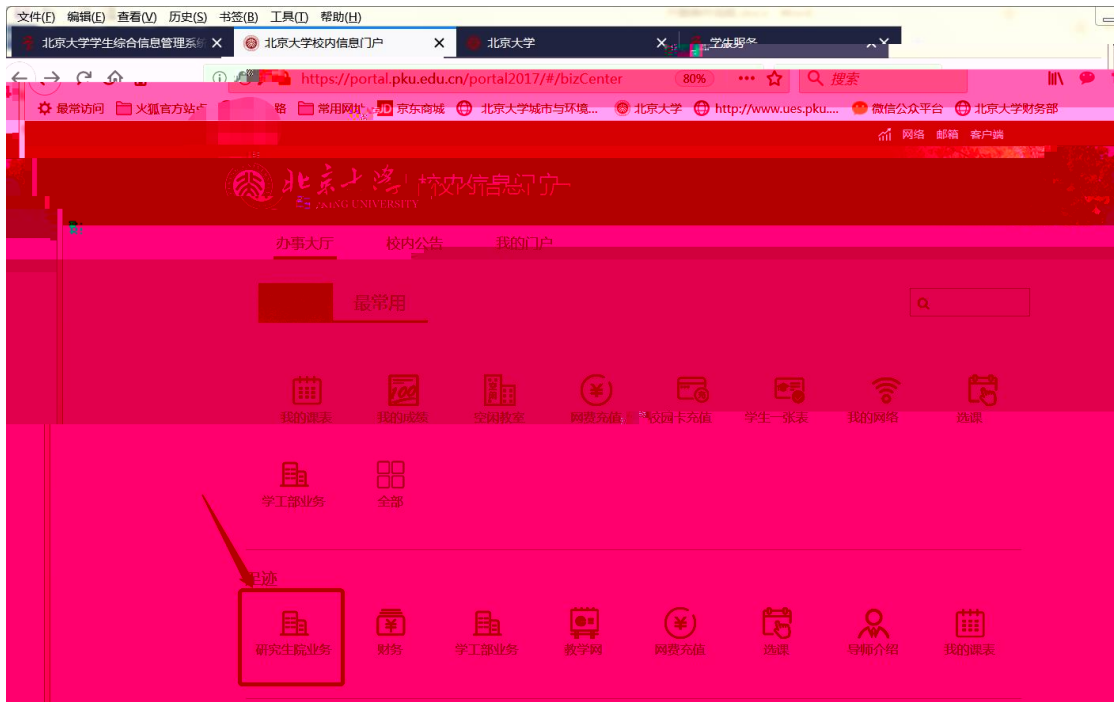 文件(F) 编辑(E) 查看(V) 历史(S) 书签(B) 工具(T) 帮助(H)
北京大学学生综合信息管理系统 × 北京大学校内信息门户 × 北京大学 ×
https://portal.pku.edu.cn/portal2017/#/bizCenter 80% 搜索
最常访问 火狐官方站点 常用网址 JD 京东商城 北京大学城市与环境... 北京大学 http://www.ues.pku.... 微信公众平台 北京大学财务部
网络 邮箱 客户端
北京大学 校内信息门户
UNIVERSITY
办事大厅 校内公告 我的门户
最常用
我的课表 我的成绩 空闲教室 网费充值 校园卡充值 学生一张表 我的网络 选课
学工部业务 全部
足迹
研究生院业务 财务 学工部业务 教学网 网费充值 选课 导师介绍 我的课表